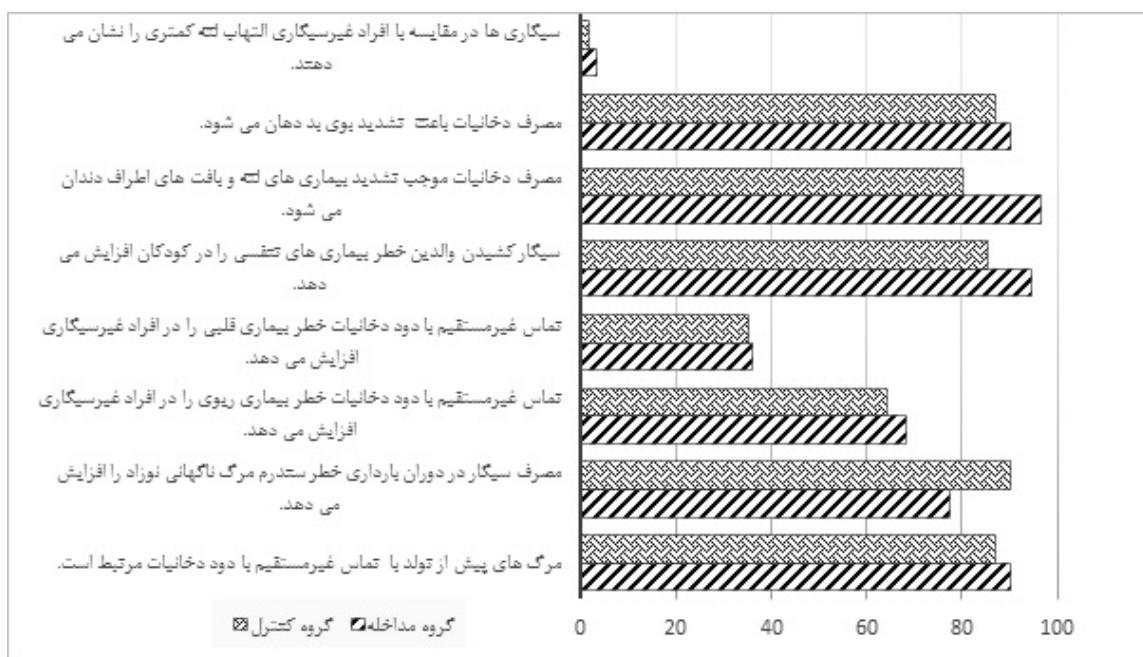 سیگاری ها در مقایسه با افراد غیرسیگاری التهاب لثه کمتری را نشان می
دهند.
مصرف دخانیات باعث تشدید بوی بد دهان می شود.
مصرف دخانیات موجب تشدید بیماری های لثه و بافت های اطراف دندان
می شود.
سیگار کشیدن والدین خطر بیماری های تنفسی را در کودکان افزایش می
دهد.
تماس غیرمستقیم با دود دخانیات خطر بیماری قلبی را در افراد غیرسیگاری
افزایش می دهد.
تماس غیرمستقیم با دود دخانیات خطر بیماری ریوی را در افراد غیرسیگاری
افزایش می دهد.
مصرف سیگار در دوران بارداری خطر سندرم مرگ ناگهانی نوزاد را افزایش
می دهد.
مرگ های پیش از تولد با تماس غیرمستقیم با دود دخانیات مرتبط است.
0 20 40 60 80 100
گروه مداخله گروه کنترل